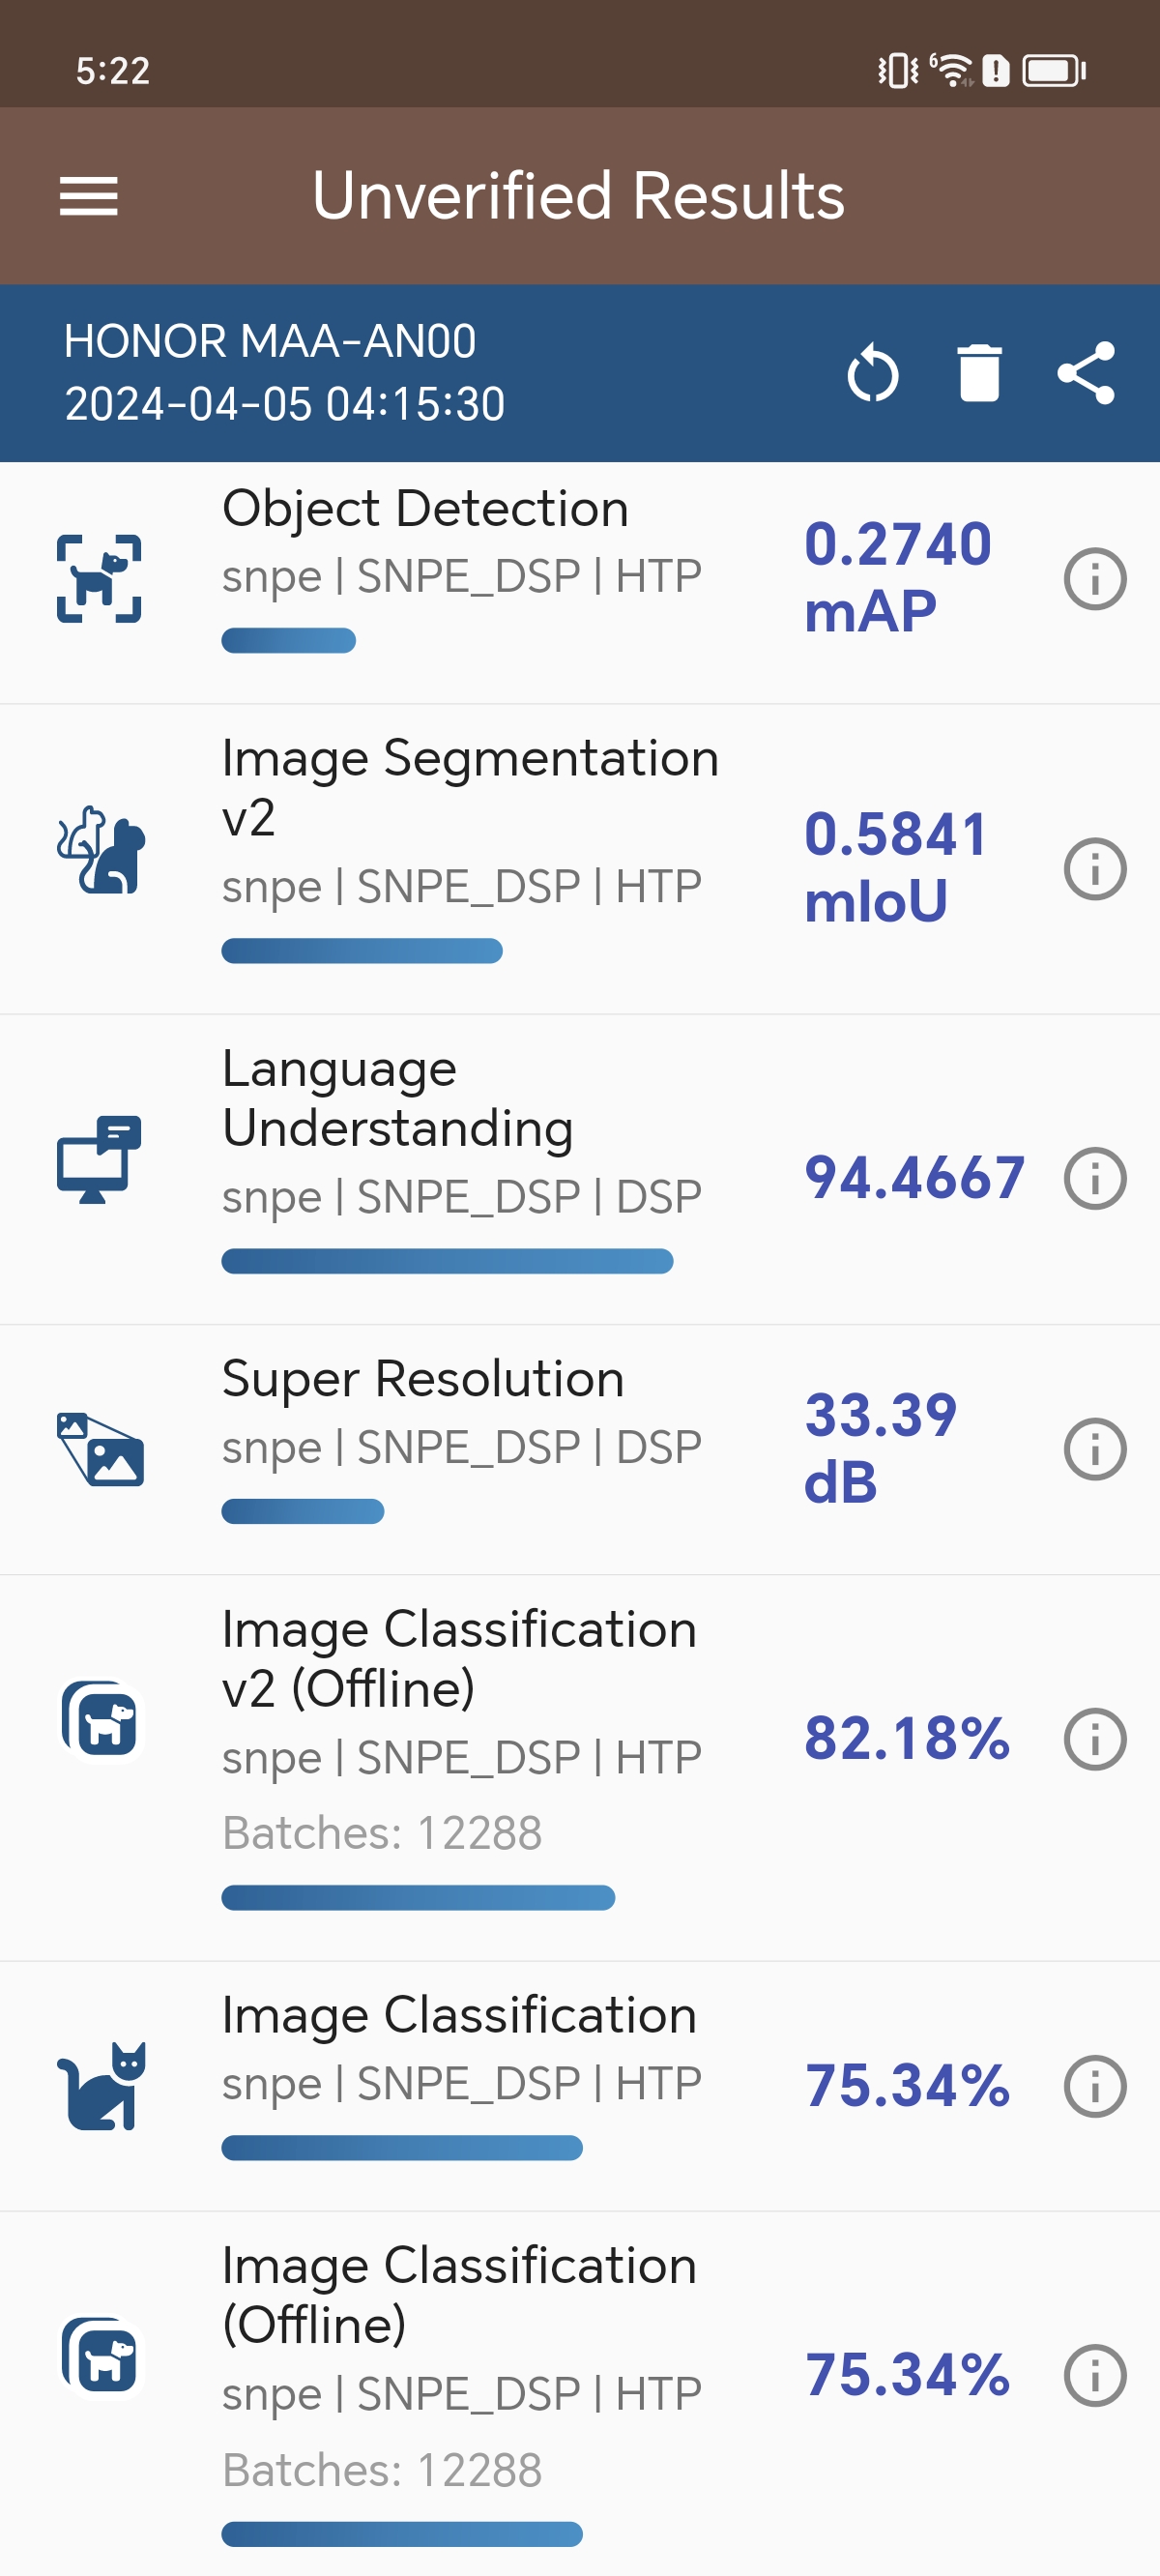 5:22
6
Unverified Results
HONOR MAA-AN00
2024-04-05 04:15:30
Object Detection
snpe | SNPE_DSP | HTP
0.2740
mAP
Image Segmentation
v2
snpe | SNPE_DSP | HTP
0.5841
mIoU
Language
Understanding
snpe | SNPE_DSP | DSP
94.4667
Super Resolution
snpe | SNPE_DSP | DSP
33.39
dB
Image Classification
v2 (Offline)
snpe | SNPE_DSP | HTP
Batches: 12288
82.18%
Image Classification
snpe | SNPE_DSP | HTP
75.34%
Image Classification
(Offline)
snpe | SNPE_DSP | HTP
Batches: 12288
75.34%